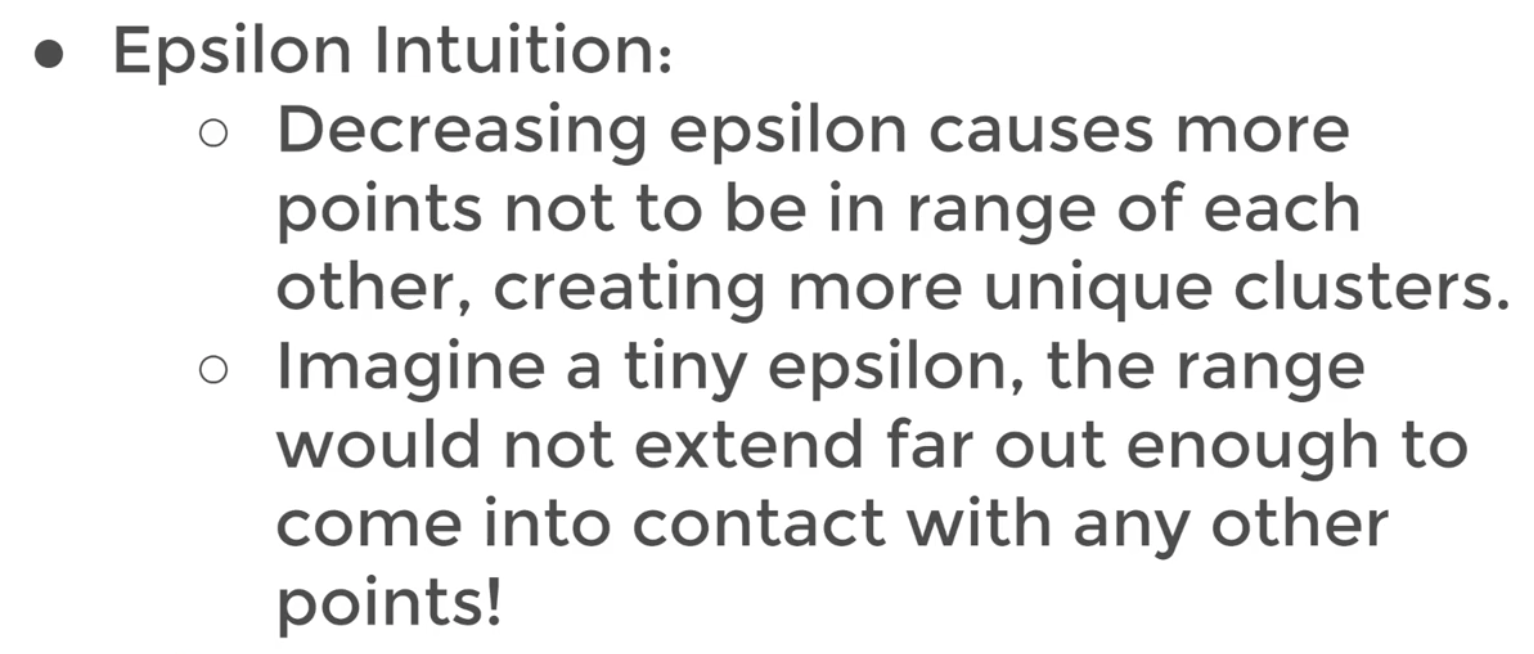 ● Epsilon Intuition:
○ Decreasing epsilon causes more
points not to be in range of each
other, creating more unique clusters.
○ Imagine a tiny epsilon, the range
would not extend far out enough to
come into contact with any other
points!